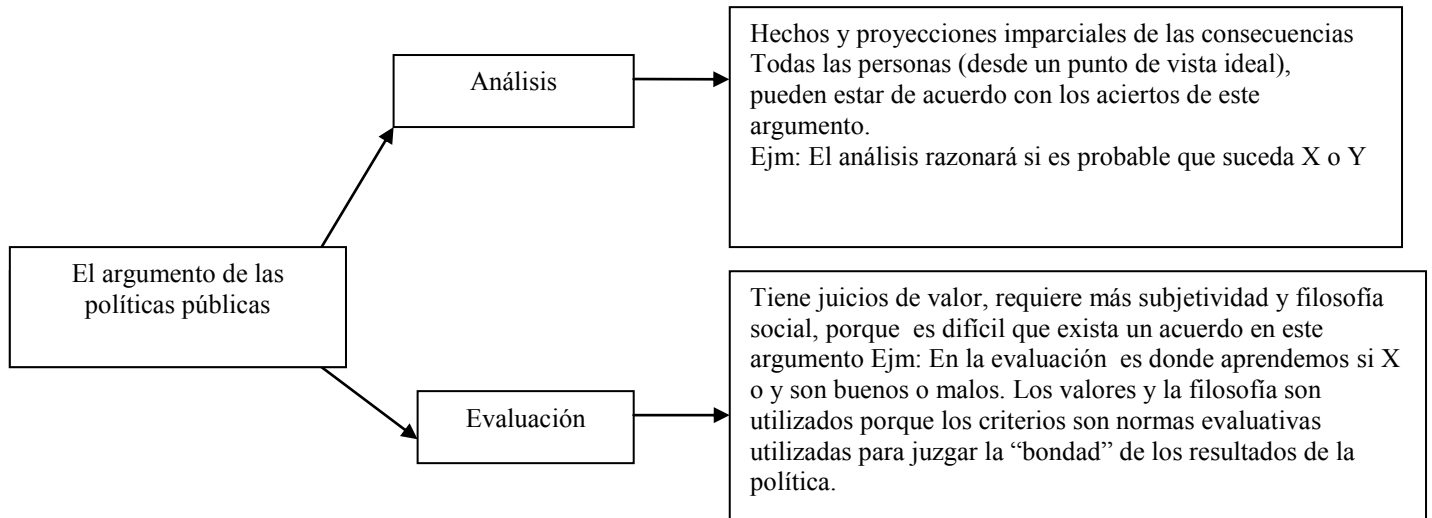 El argumento de las
políticas públicas
Análisis
Hechos y proyecciones imparciales de las consecuencias
Todas las personas (desde un punto de vista ideal),
pueden estar de acuerdo con los aciertos de este
argumento.
Ejm: El análisis razonará si es probable que suceda X o Y
Evaluación
Tiene juicios de valor, requiere más subjetividad y filosofía
social, porque es difícil que exista un acuerdo en este
argumento Ejm: En la evaluación es donde aprendemos si X
o y son buenos o malos. Los valores y la filosofía son
utilizados porque los criterios son normas evaluativas
utilizadas para juzgar la “bondad” de los resultados de la
política.